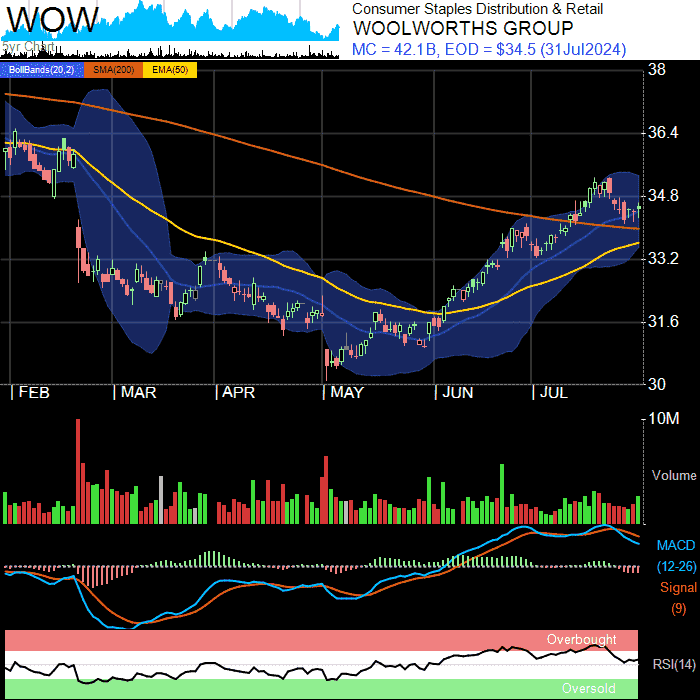 WOW
5yr Chart
Consumer Staples Distribution & Retail
WOOLWORTHS GROUP
MC = 42.1B, EOD = $34.5 (31Jul2024)
BollBands(20,2) SMA(200) EMA(50)
38
36.4
34.8
33.2
31.6
30
FEB MAR APR MAY JUN JUL
10M
Volume
MACD
(12-26)
Signal
(9)
Overbought
RSI(14)
Oversold